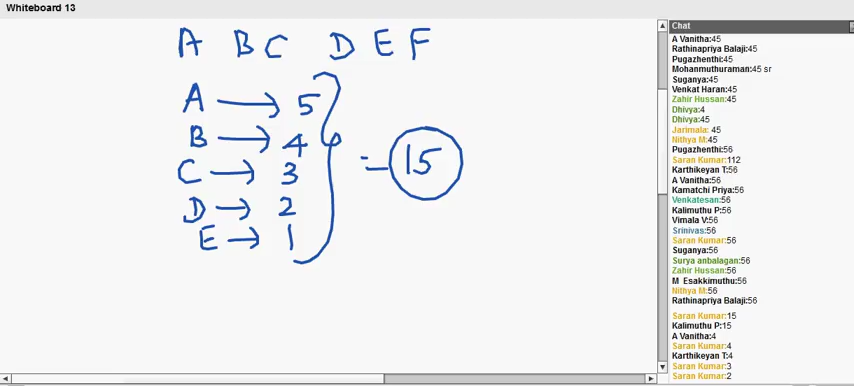 Whiteboard 13
A B C D E F
A → 5
B → 4
C → 3
D → 2
E → 1
= 15
Chat
A Vanitha:45
Rathinapriya Balaji:45
Pugazhenthi:45
Mohanmuthuraman:45 sr
Suganya:45
Venkat Haran:45
Zahir Hussan:45
Dhivya:4
Dhivya:45
Jarimala: 45
Nithya M:45
Pugazhenthi:56
Saran Kumar:112
Karthikeyan T:56
A Vanitha:56
Kamatchi Priya:56
Venkatesan:56
Kalimuthu P:56
Vimala V:56
Srinivas:56
Saran Kumar:56
Suganya:56
Surya anbalagan:56
Zahir Hussan:56
M Esakkimuthu:56
Nithya M:56
Rathinapriya Balaji:56
Saran Kumar:15
Kalimuthu P:15
A Vanitha:4
Saran Kumar:4
Karthikeyan T:4
Saran Kumar:3
Saran Kumar:2